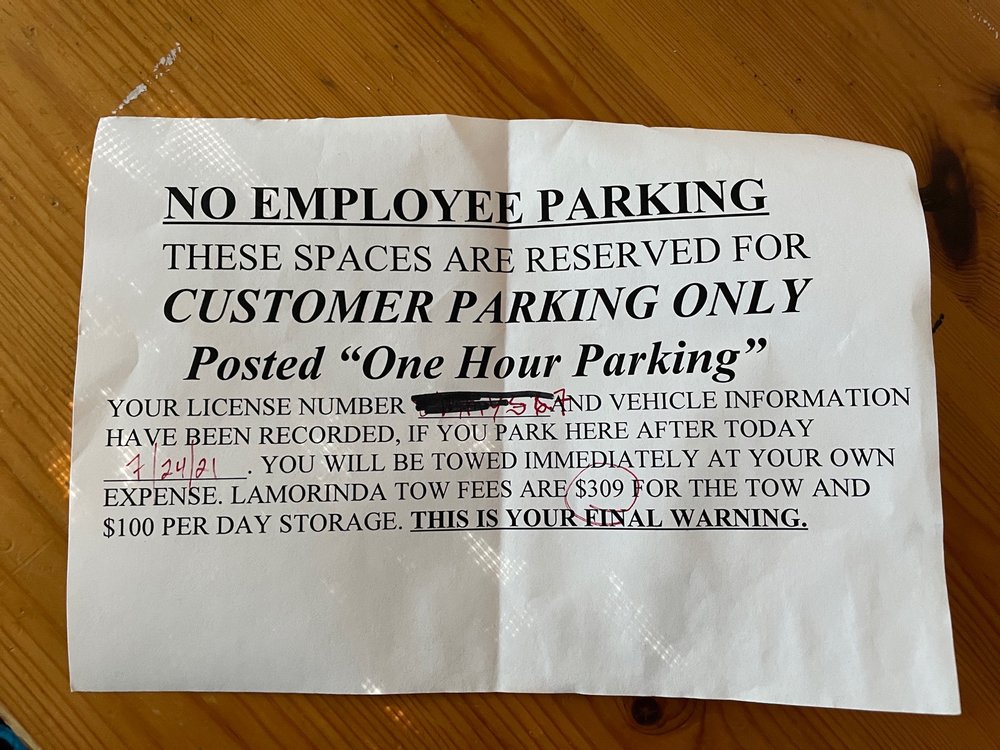 NO EMPLOYEE PARKING
THESE SPACES ARE RESERVED FOR
CUSTOMER PARKING ONLY
Posted “One Hour Parking”
YOUR LICENSE NUMBER AND VEHICLE INFORMATION
HAVE BEEN RECORDED, IF YOU PARK HERE AFTER TODAY
7/24/21. YOU WILL BE TOWED IMMEDIATELY AT YOUR OWN
EXPENSE. LAMORINDA TOW FEES ARE $309 FOR THE TOW AND
$100 PER DAY STORAGE. THIS IS YOUR FINAL WARNING.